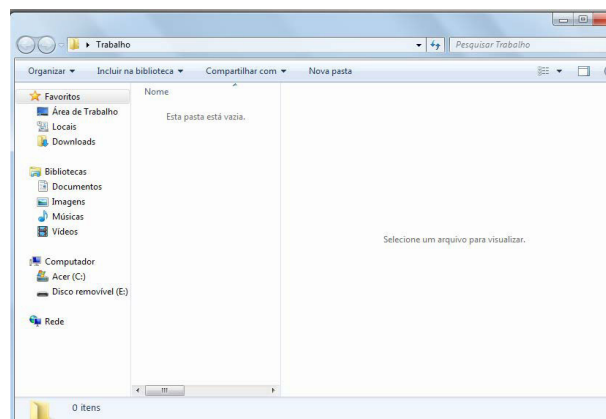 Trabalho
Pesquisar Trabalho
Organizar Incluir na biblioteca Compartilhar com Nova pasta
Favoritos
Área de Trabalho
Locais
Downloads
Bibliotecas
Documentos
Imagens
Músicas
Vídeos
Computador
Acer (C:)
Disco removível (E:)
Rede
Nome
Esta pasta está vazia.
Selecione um arquivo para visualizar.
0 itens